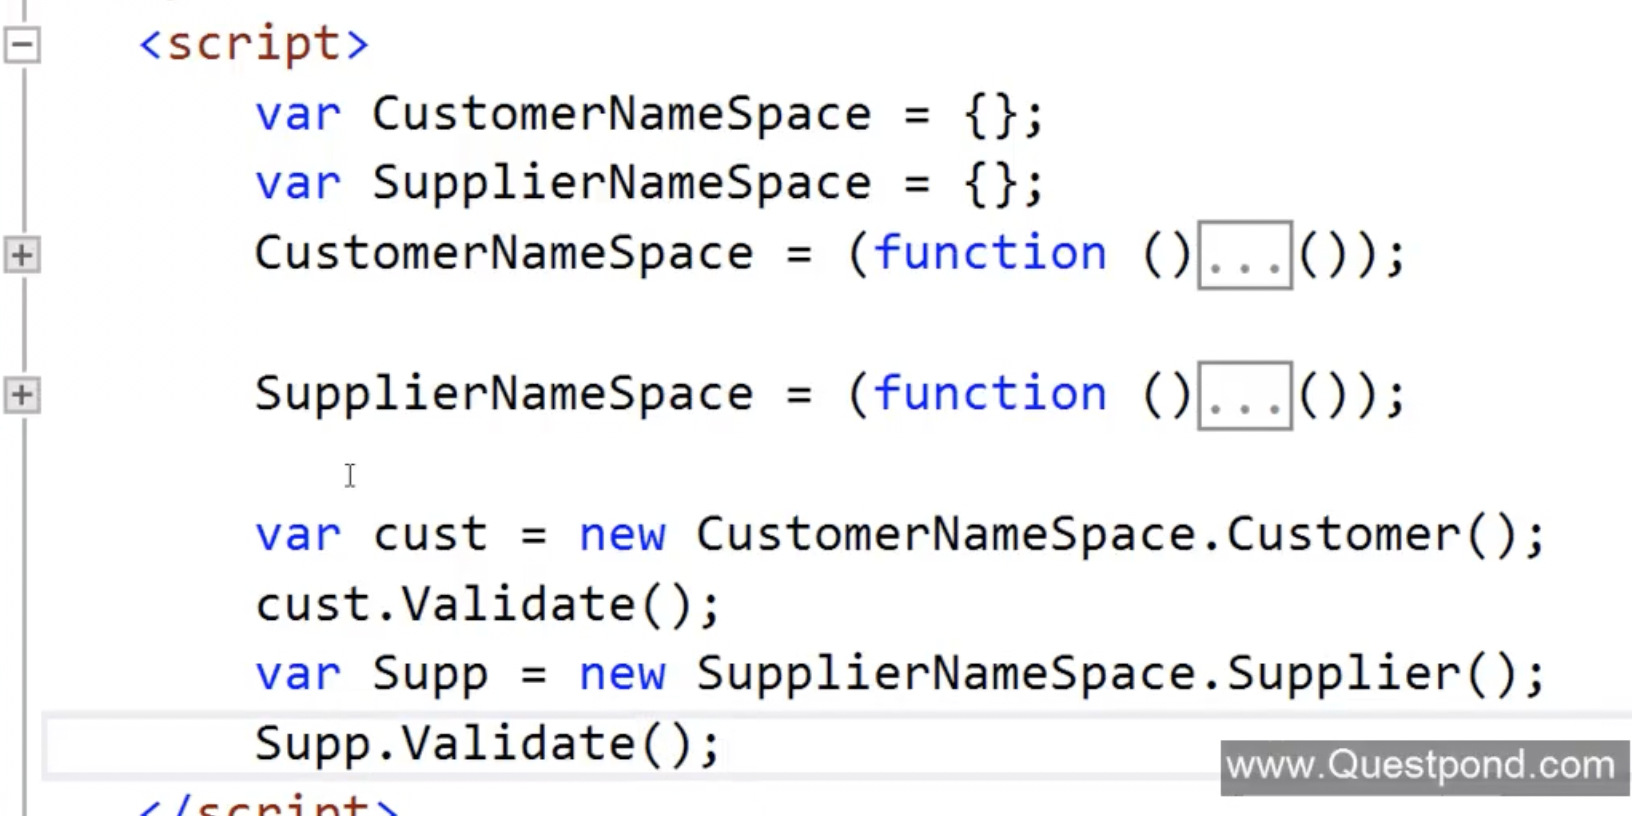 <script>
var CustomerNameSpace = {};
var SupplierNameSpace = {};
CustomerNameSpace = (function ()...());
SupplierNameSpace = (function ()...());
var cust = new CustomerNameSpace.Customer();
cust.Validate();
var Supp = new SupplierNameSpace.Supplier();
Supp.Validate();
www.Questpond.com
</script>